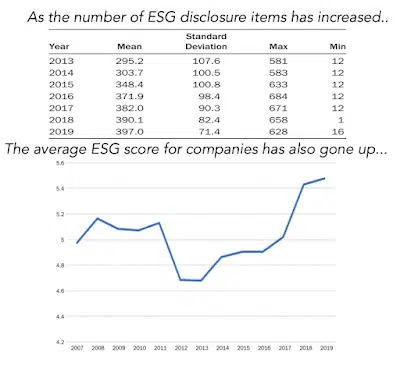 As the number of ESG disclosure items has increased..
Standard
Year Mean Deviation Max Min
2013 295.2 107.6 581 12
2014 303.7 100.5 583 12
2015 348.4 100.8 633 12
2016 371.9 98.4 684 12
2017 382.0 90.3 671 12
2018 390.1 82.4 658 1
2019 397.0 71.4 628 16
The average ESG score for companies has also gone up...
5.6
5.4
5.2
5
4.8
4.6
4.4
4.2
2007 2008 2009 2010 2011 2012 2013 2014 2015 2016 2017 2018 2019